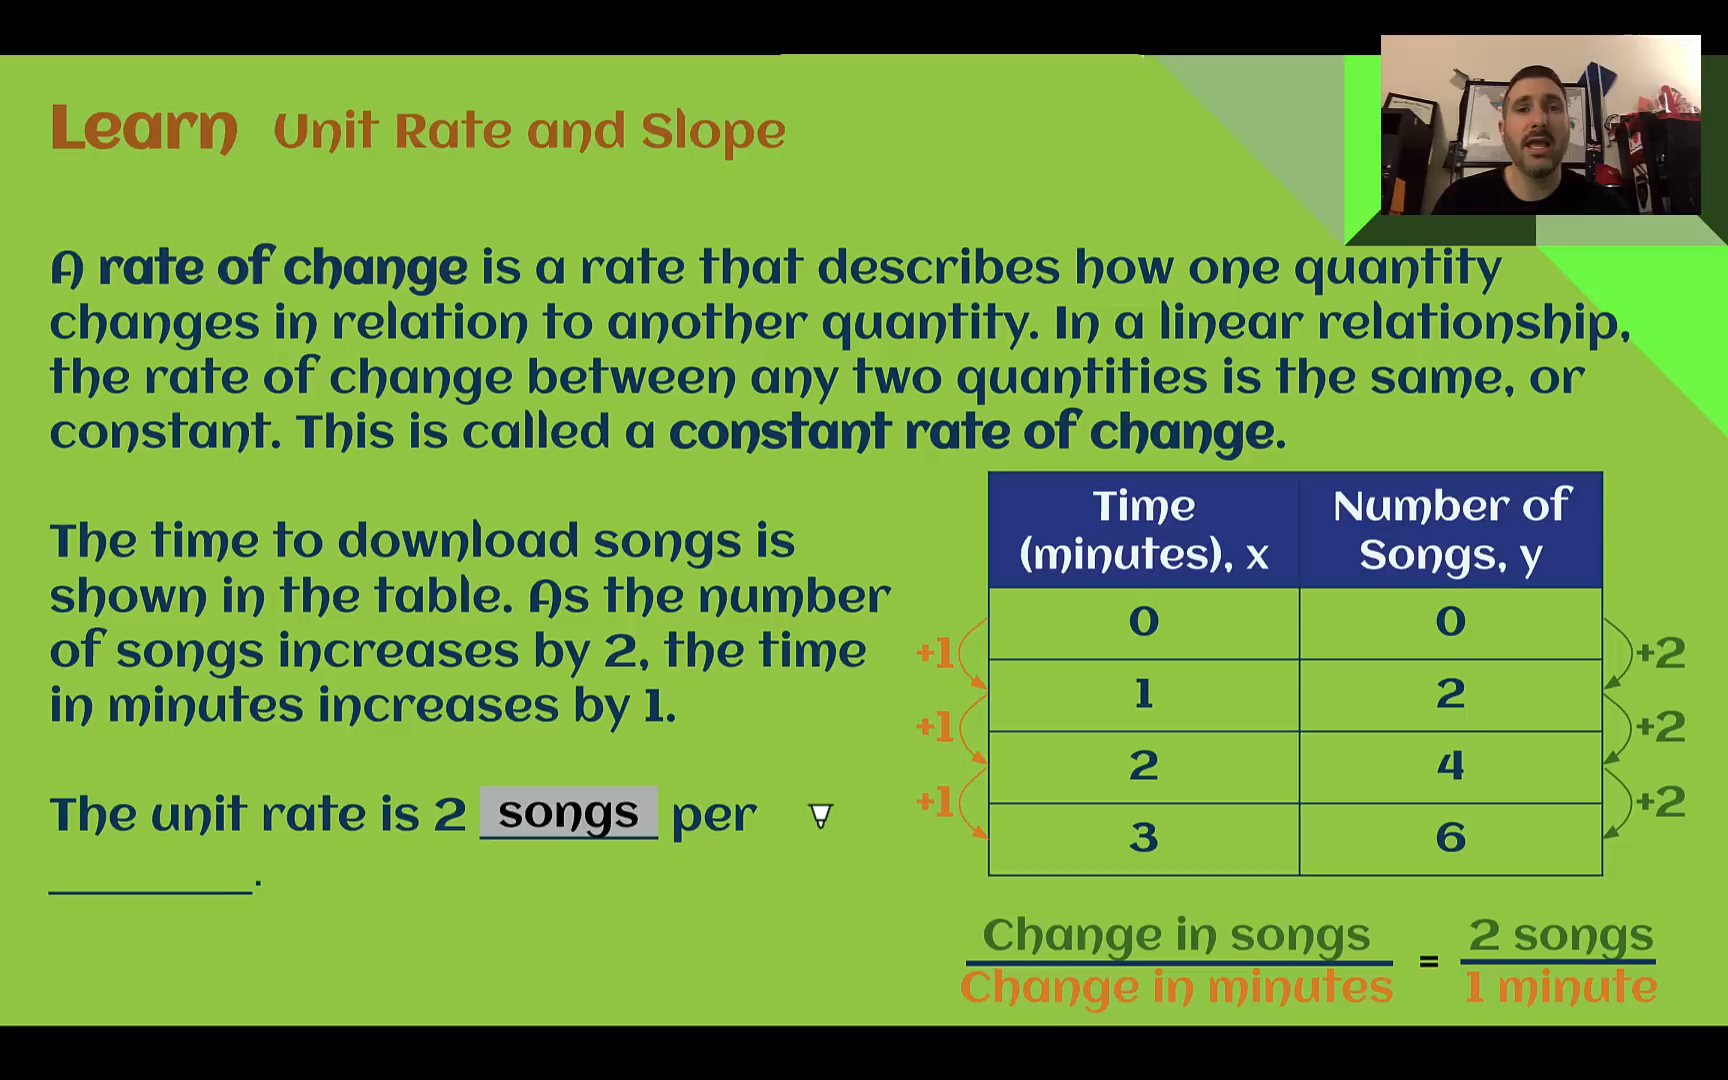 Learn Unit Rate and Slope
A rate of change is a rate that describes how one quantity
changes in relation to another quantity. In a linear relationship,
the rate of change between any two quantities is the same, or
constant. This is called a constant rate of change.
The time to download songs is
shown in the table. As the number
of songs increases by 2, the time
in minutes increases by 1.
The unit rate is 2 songs per
_________.
Time (minutes), x
Number of Songs, y
0 0
+1 +2
1 2
+1 +2
2 4
+1 +2
3 6
Change in songs
Change in minutes
=
2 songs
1 minute